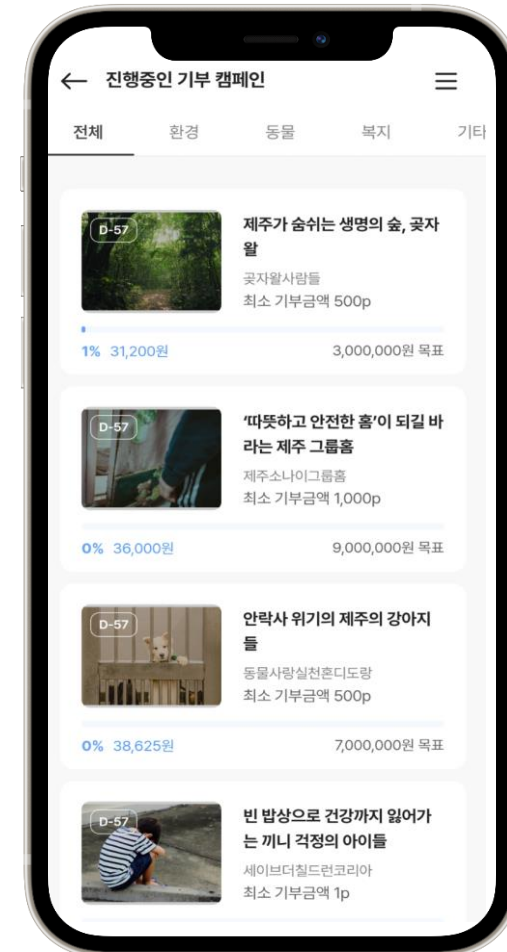 진행중인 기부 캠페인
전체 환경 동물 복지 기타
D-57
제주가 숨쉬는 생명의 숲, 곶자
왈
곶자왈사람들
최소 기부금액 500p
1% 31,200원 3,000,000원 목표
D-57
‘따뜻하고 안전한 홈’이 되길 바
라는 제주 그룹홈
제주소나이그룹홈
최소 기부금액 1,000p
0% 36,000원 9,000,000원 목표
D-57
안락사 위기의 제주의 강아지
들
동물사랑실천혼디도랑
최소 기부금액 500p
0% 38,625원 7,000,000원 목표
D-57
빈 밥상으로 건강까지 잃어가
는 끼니 걱정의 아이들
세이브더칠드런코리아
최소 기부금액 1p